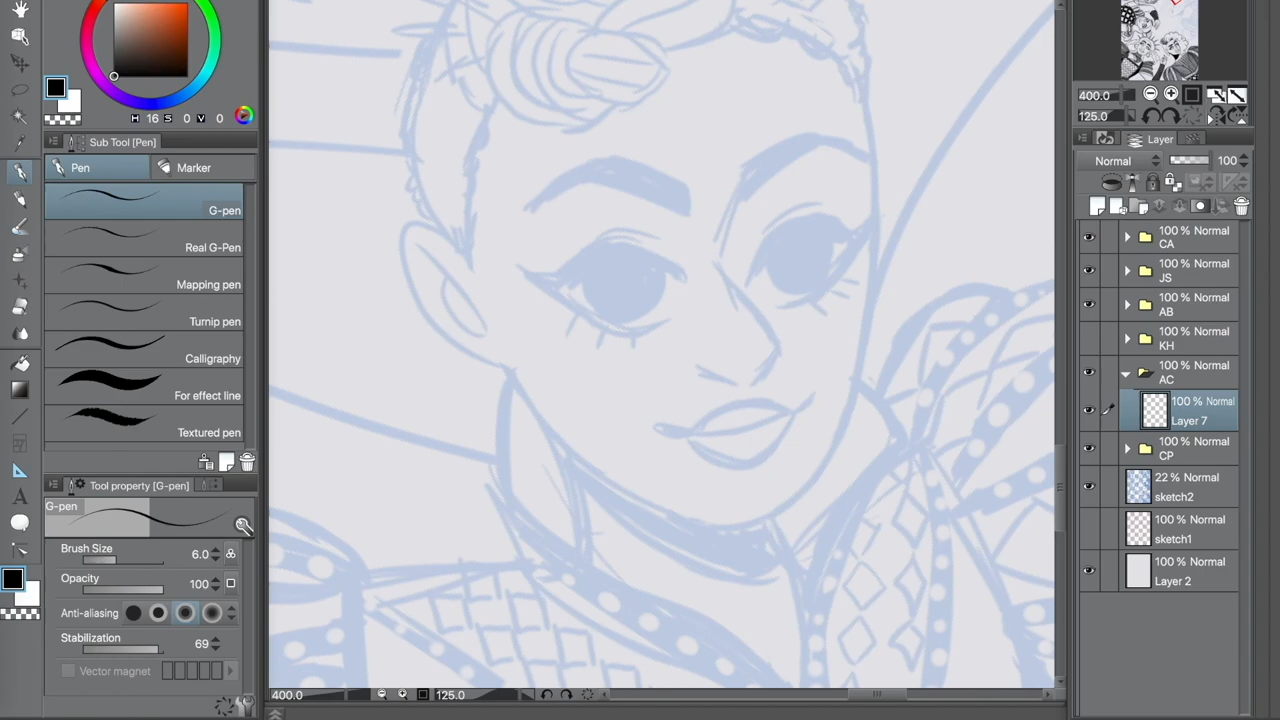 H 16 S 0 V 0
Sub Tool [Pen]
Pen
Marker
G-pen
Real G-Pen
Mapping pen
Turnip pen
Calligraphy
For effect line
Textured pen
Tool property [G-pen]
G-pen
Brush Size 6.0
Opacity 100
Anti-aliasing
Stabilization 69
Vector magnet
400.0
125.0
400.0
125.0
Layer
Normal 100
100 % Normal
CA
100 % Normal
JS
100 % Normal
AB
100 % Normal
KH
100 % Normal
AC
100 % Normal
Layer 7
100 % Normal
CP
22 % Normal
sketch2
100 % Normal
sketch1
100 % Normal
Layer 2